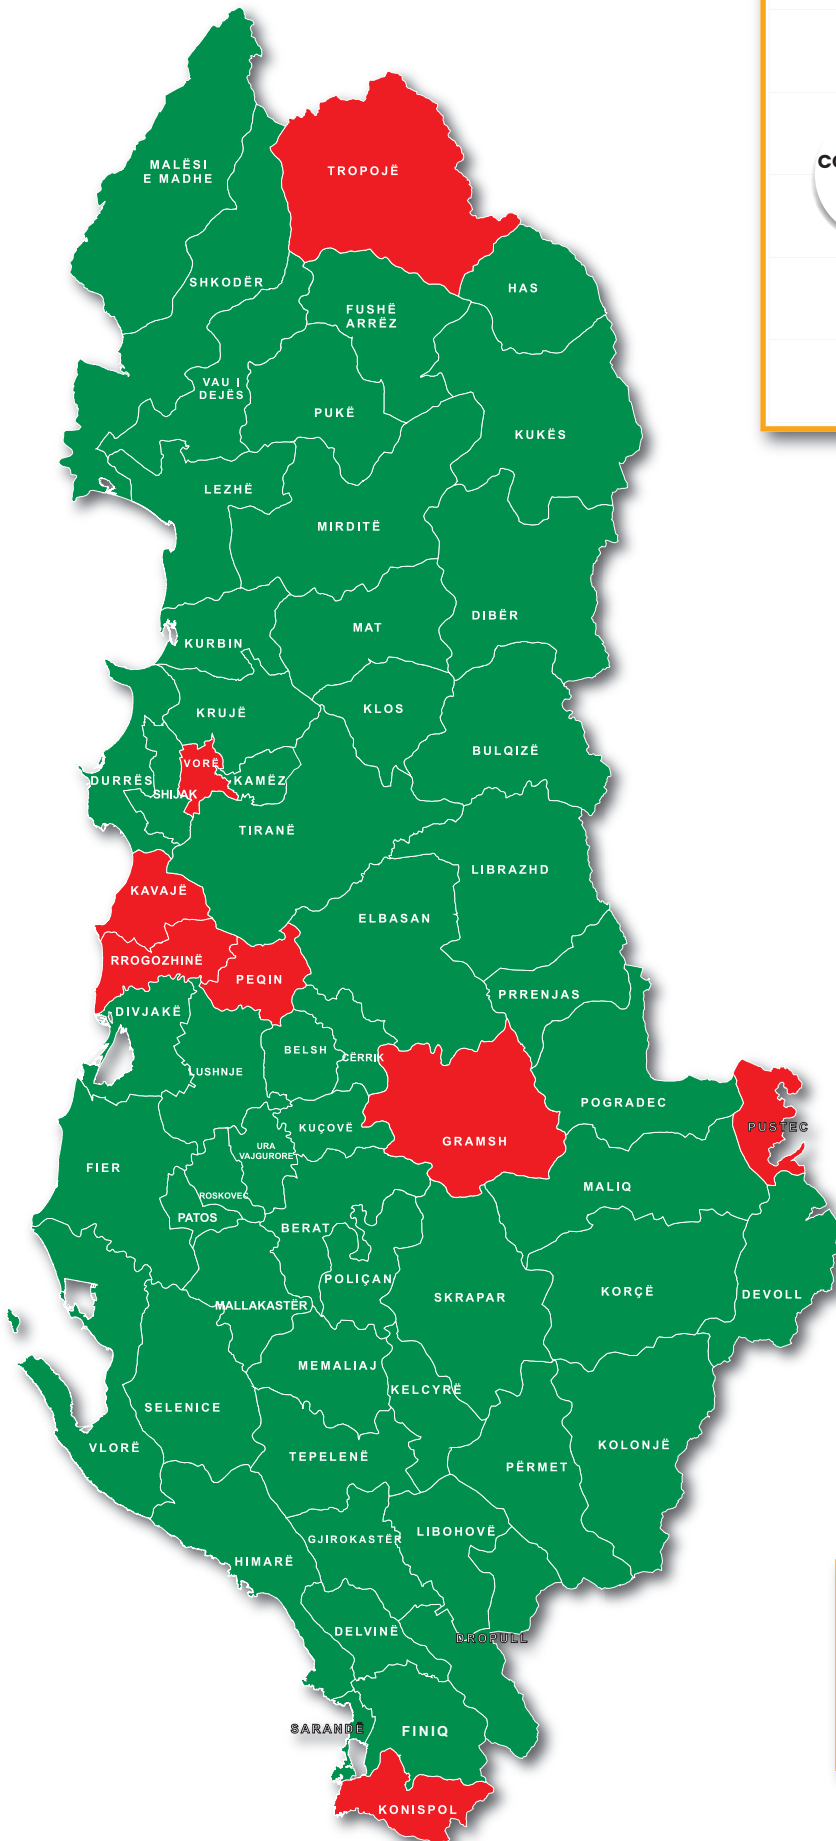 TROPOJË
MALËSI
E MADHE
SHKODËR
HAS
FUSHË
ARRËZ
VAU I
DEJËS
PUKË
KUKËS
LEZHË
MIRDITË
DIBËR
MAT
KURBIN
KLOS
KRUJË
BULQIZË
VORË
DURRËS
KAMËZ
SHIJAK
TIRANË
LIBRAZHD
KAVAJË
ELBASAN
RROGOZHINË
PEQIN
PRRENJAS
DIVJAKË
BELSH
CËRRIK
LUSHNJE
POGRADEC
PUSTEC
KUÇOVË
GRAMSH
URA
VAJGURORE
FIER
MALIQ
ROSKOVEC
PATOS
BERAT
POLIÇAN
KORÇË
DEVOLL
SKRAPAR
MALLAKASTËR
MEMALIAJ
KELCYRË
SELENICE
VLORË
KOLONJË
TEPELENË
PËRMET
LIBOHOVË
GJIROKASTËR
HIMARË
DELVINË
DROPULL
SARANDË
FINIQ
KONISPOL